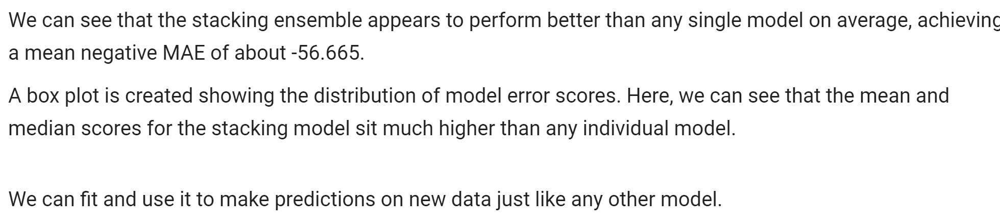 We can see that the stacking ensemble appears to perform better than any single model on average, achieving
a mean negative MAE of about -56.665.
A box plot is created showing the distribution of model error scores. Here, we can see that the mean and
median scores for the stacking model sit much higher than any individual model.
We can fit and use it to make predictions on new data just like any other model.